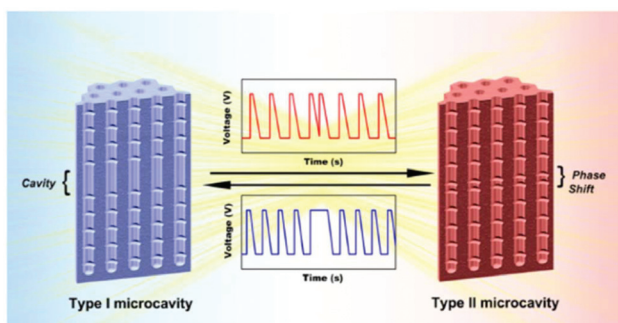 Voltage (V)
Time (s)
Cavity
Phase
Shift
Voltage (V)
Time (s)
Type I microcavity
Type II microcavity